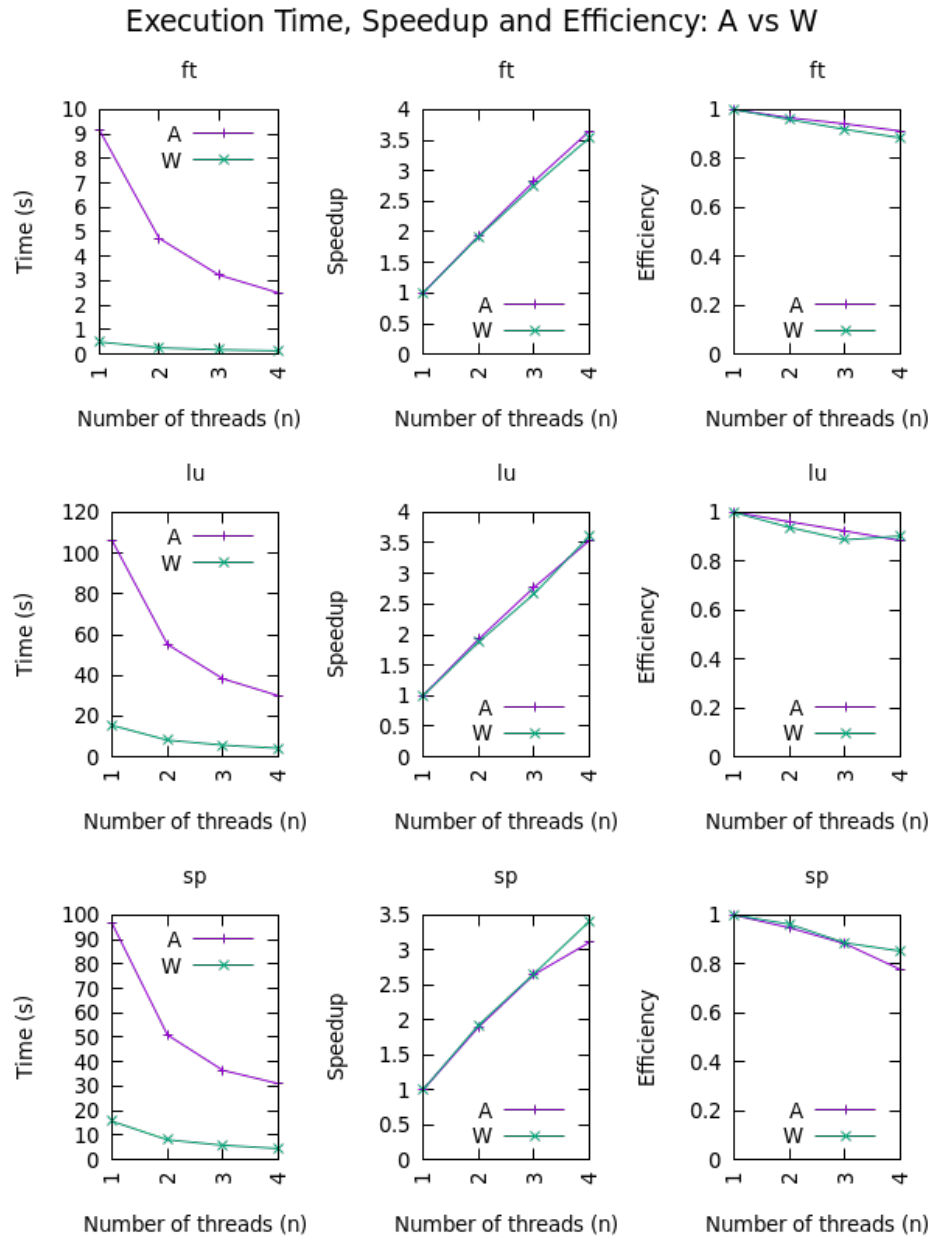 Execution Time, Speedup and Efficiency: A vs W
ft
ft
ft
Time (s)
10
9
8
7
6
5
4
3
2
1
0
A
W
1
2
3
4
Number of threads (n)
Speedup
4
3.5
3
2.5
2
1.5
1
0.5
0
A
W
1
2
3
4
Number of threads (n)
Efficiency
1
0.8
0.6
0.4
0.2
0
A
W
1
2
3
4
Number of threads (n)
lu
lu
lu
Time (s)
120
100
80
60
40
20
0
A
W
1
2
3
4
Number of threads (n)
Speedup
4
3.5
3
2.5
2
1.5
1
0.5
0
A
W
1
2
3
4
Number of threads (n)
Efficiency
1
0.8
0.6
0.4
0.2
0
A
W
1
2
3
4
Number of threads (n)
sp
sp
sp
Time (s)
100
90
80
70
60
50
40
30
20
10
0
A
W
1
2
3
4
Number of threads (n)
Speedup
3.5
3
2.5
2
1.5
1
0.5
0
A
W
1
2
3
4
Number of threads (n)
Efficiency
1
0.8
0.6
0.4
0.2
0
A
W
1
2
3
4
Number of threads (n)